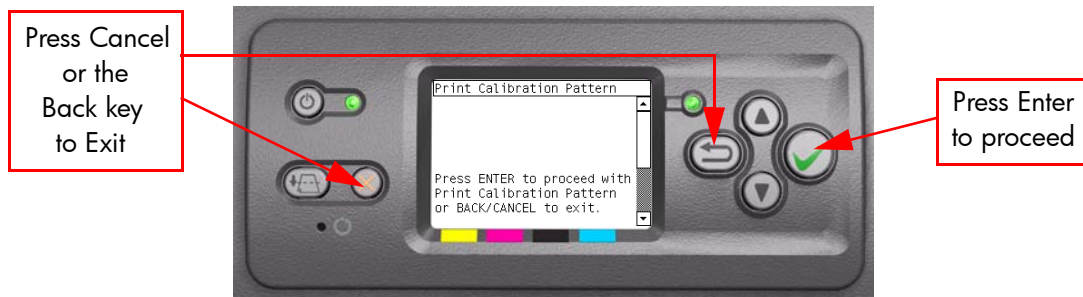 Press Cancel
or the
Back key
to Exit
Print Calibration Pattern
Press ENTER to proceed with
Print Calibration Pattern
or BACK/CANCEL to exit.
Press Enter
to proceed